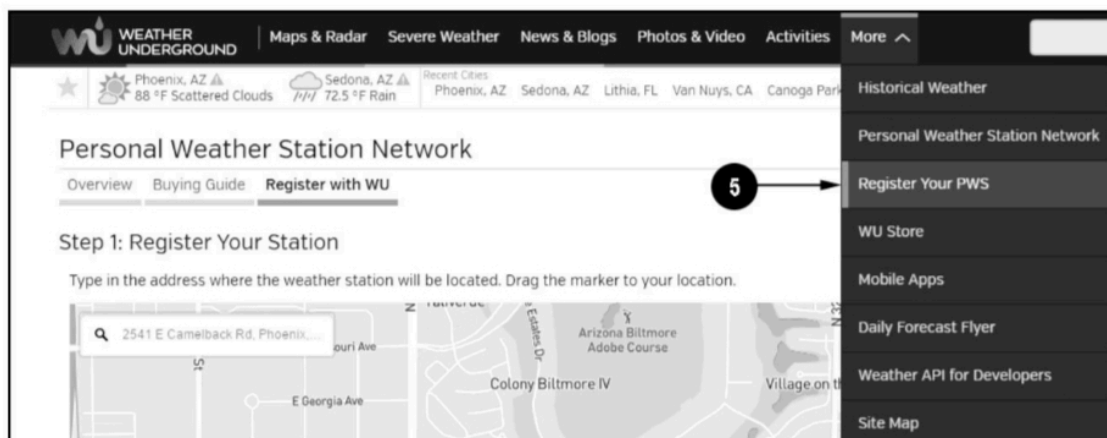 WEATHER UNDERGROUND
Maps & Radar Severe Weather News & Blogs Photos & Video Activities More
Phoenix, AZ
88 °F Scattered Clouds
Sedona, AZ
72.5 °F Rain
Recent Cities
Phoenix, AZ Sedona, AZ Lithia, FL Van Nuys, CA Canoga Park
Historical Weather
Personal Weather Station Network
Register Your PWS
WU Store
Mobile Apps
Daily Forecast Flyer
Weather API for Developers
Site Map
5
Personal Weather Station Network
Overview Buying Guide Register with WU
Step 1: Register Your Station
Type in the address where the weather station will be located. Drag the marker to your location.
2541 E Camelback Rd, Phoenix,...
ouri Ave
St
E Georgia Ave
N
Estates Dr
Arizona Biltmore
Adobe Course
Colony Biltmore IV
Village on t